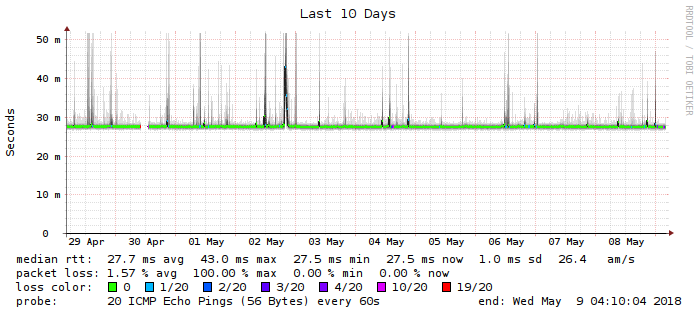 Last 10 Days
RRDTOOL / TOBI OETIKER
Seconds
50 m
40 m
30 m
20 m
10 m
0
29 Apr 30 Apr 01 May 02 May 03 May 04 May 05 May 06 May 07 May 08 May
median rtt: 27.7 ms avg 43.0 ms max 27.5 ms min 27.5 ms now 1.0 ms sd 26.4 am/s
packet loss: 1.57 % avg 100.00 % max 0.00 % min 0.00 % now
loss color: 0 1/20 2/20 3/20 4/20 10/20 19/20
probe: 20 ICMP Echo Pings (56 Bytes) every 60s end: Wed May 9 04:10:04 2018